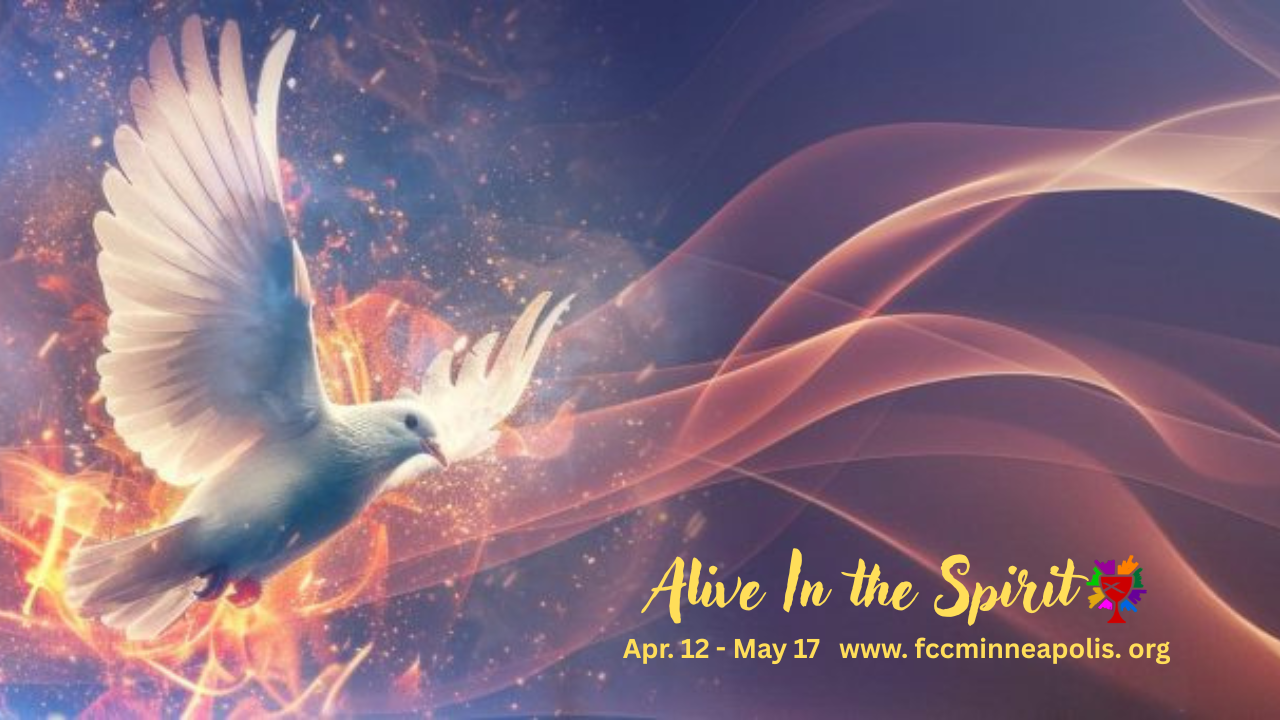 Alive In the Spirit
Apr. 12 - May 17   www. fccminneapolis. org